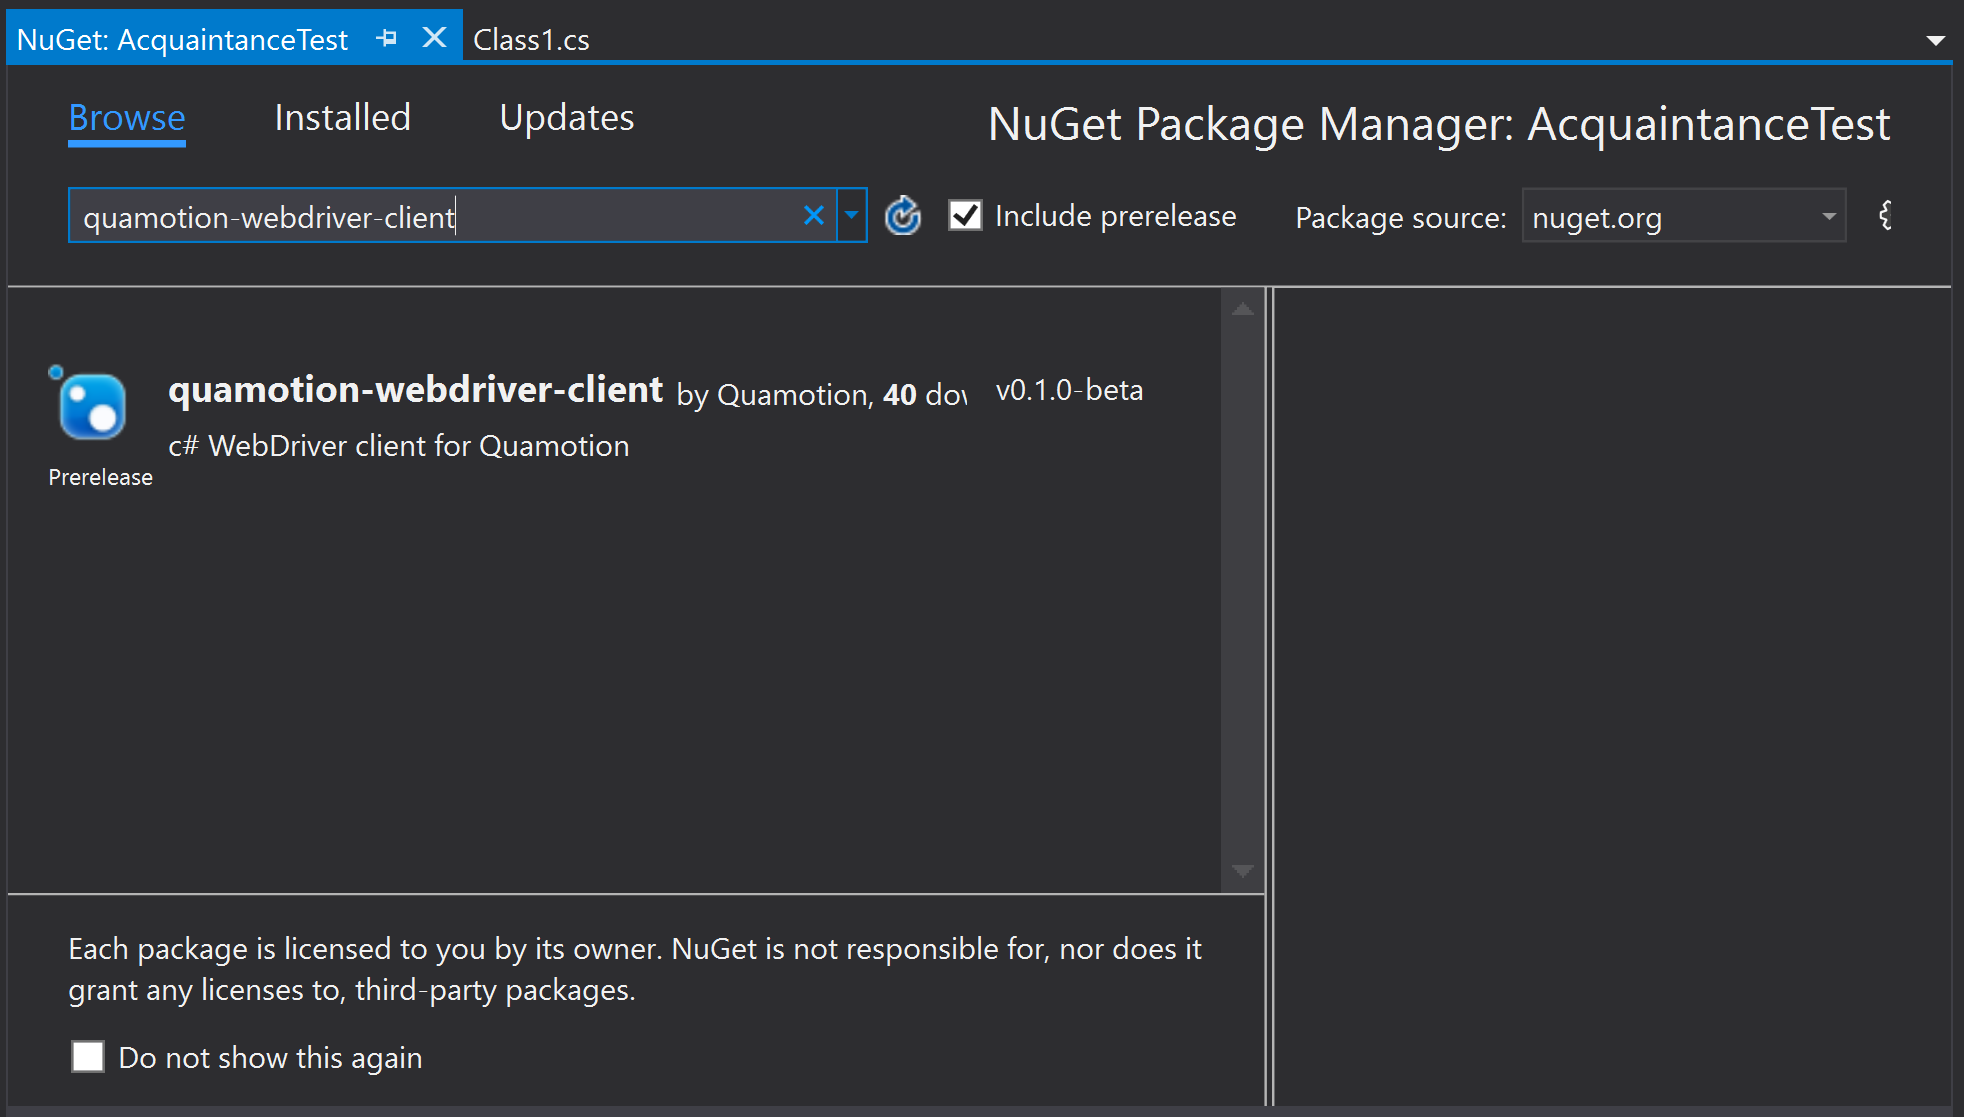 NuGet: AcquaintanceTest Class1.cs
Browse Installed Updates NuGet Package Manager: AcquaintanceTest
quamotion-webdriver-client Include prerelease Package source: nuget.org
quamotion-webdriver-client by Quamotion, 40 v0.1.0-beta
c# WebDriver client for Quamotion
Prerelease
Each package is licensed to you by its owner. NuGet is not responsible for, nor does it
grant any licenses to, third-party packages.
Do not show this again